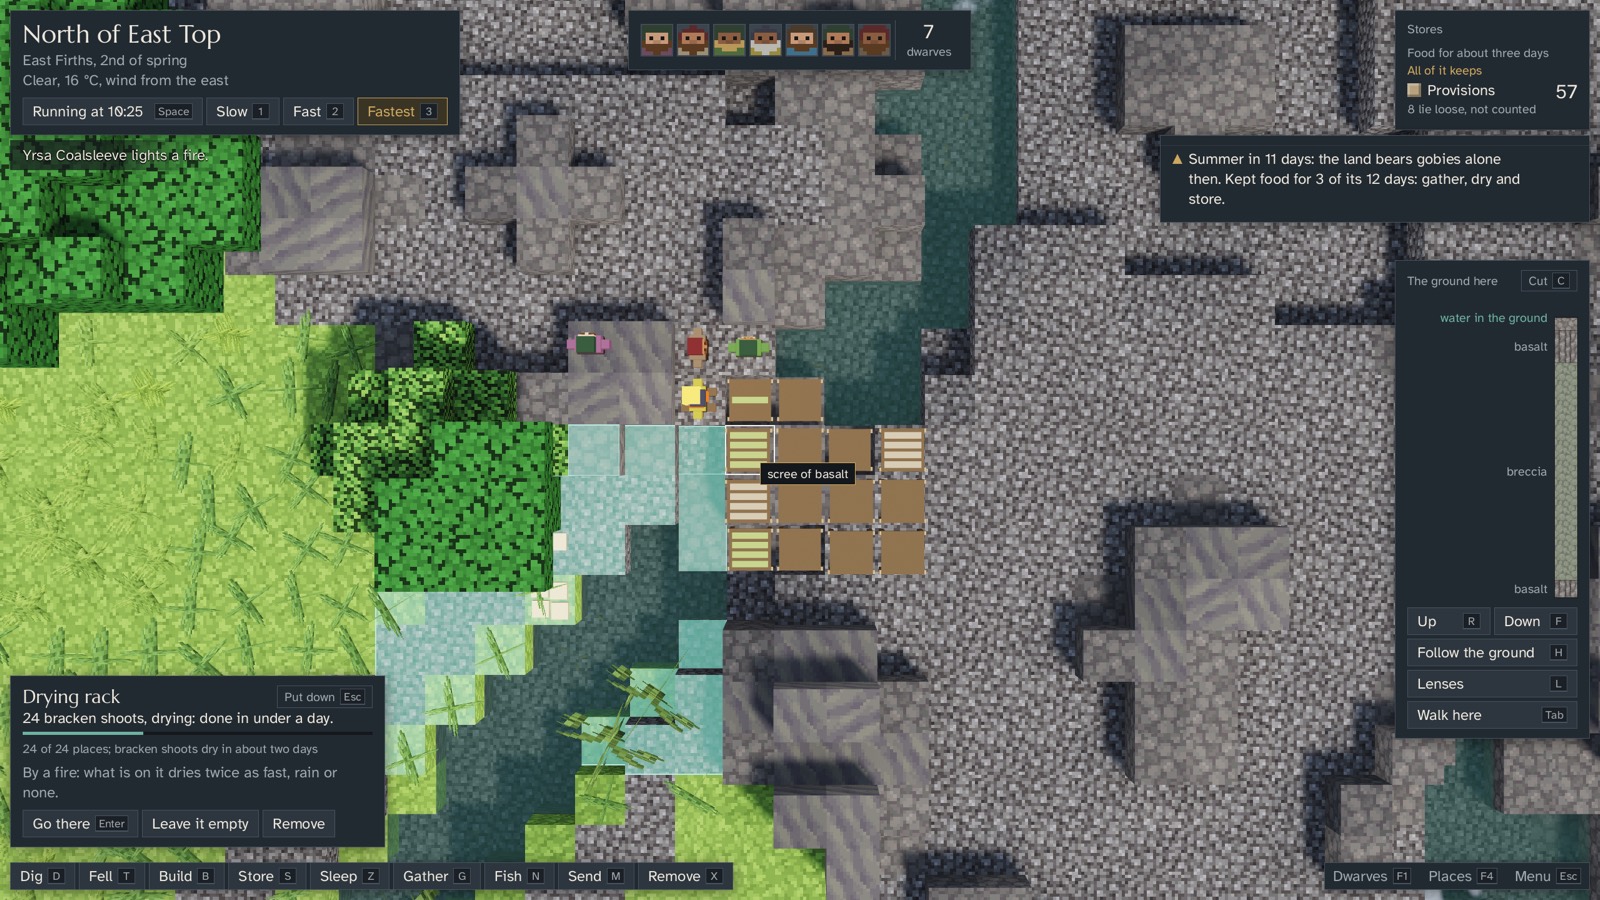 North of East Top
East Firths, 2nd of spring
Clear, 16 °C, wind from the east
Running at 10:25 Space
Slow 1
Fast 2
Fastest 3
Yrsa Coalsleeve lights a fire.
7
dwarves
Stores
Food for about three days
All of it keeps
Provisions 57
8 lie loose, not counted
Summer in 11 days: the land bears gobies alone
then. Kept food for 3 of its 12 days: gather, dry and
store.
The ground here
Cut C
water in the ground
basalt
breccia
basalt
Up R
Down F
Follow the ground H
Lenses L
Walk here Tab
scree of basalt
Drying rack
Put down Esc
24 bracken shoots, drying: done in under a day.
24 of 24 places; bracken shoots dry in about two days
By a fire: what is on it dries twice as fast, rain or
none.
Go there Enter
Leave it empty
Remove
Dig D
Fell T
Build B
Store S
Sleep Z
Gather G
Fish N
Send M
Remove X
Dwarves F1
Places F4
Menu Esc